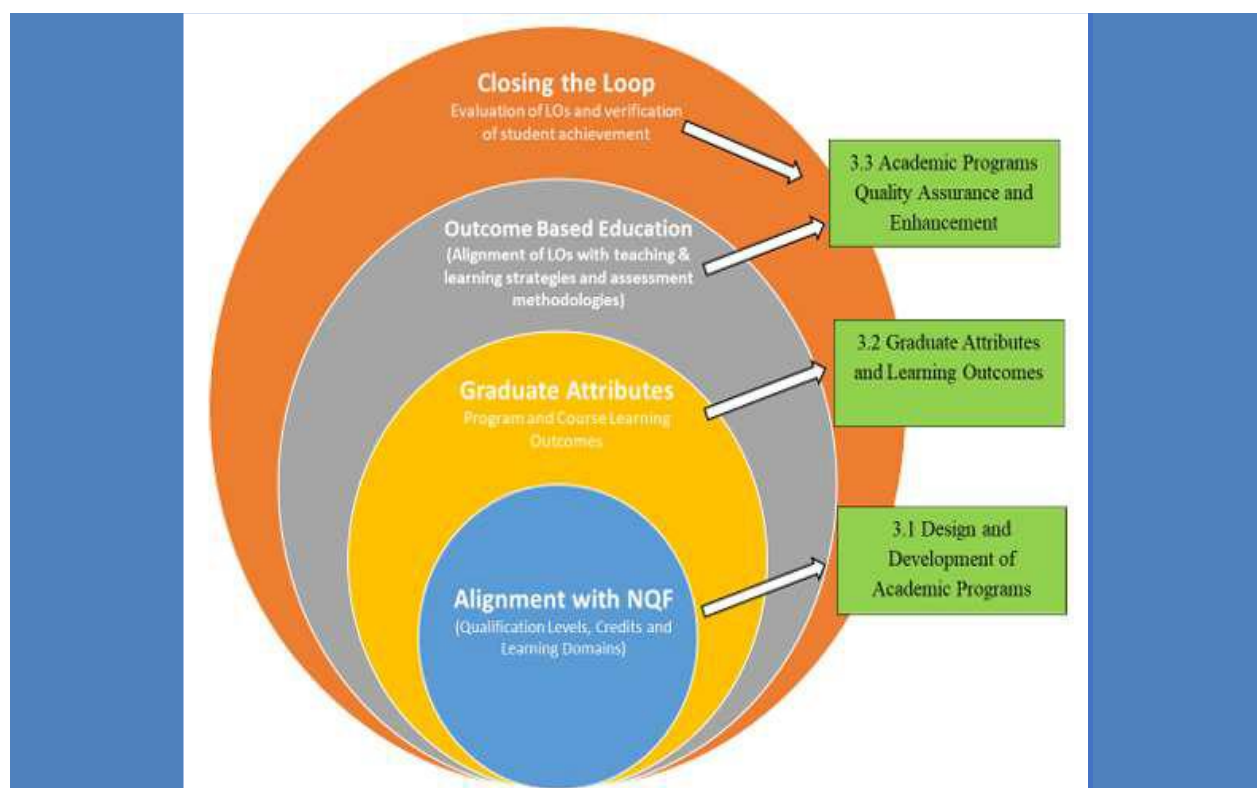 Closing the Loop
Evaluation of LOs and verification
of student achievement
3.3 Academic Programs
Quality Assurance and
Enhancement
Outcome Based Education
(Alignment of LOs with teaching &
learning strategies and assessment
methodologies)
3.2 Graduate Attributes
and Learning Outcomes
Graduate Attributes
Program and Course Learning
Outcomes
3.1 Design and
Development of
Academic Programs
Alignment with NQF
(Qualification Levels, Credits and
Learning Domains)